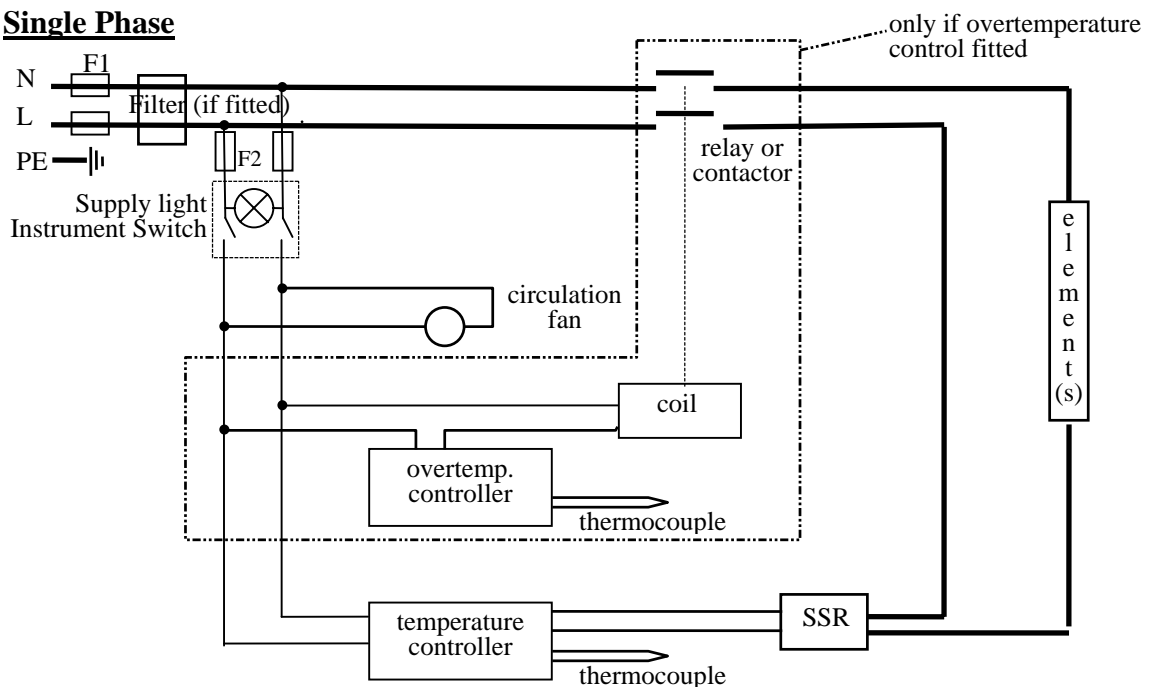 Single Phase
only if overtemperature
control fitted
F1
N
Filter (if fitted)
L
F2
PE
relay or
contactor
Supply light
Instrument Switch
element(s)
circulation
fan
coil
overtemp.
controller
thermocouple
temperature
controller
SSR
thermocouple